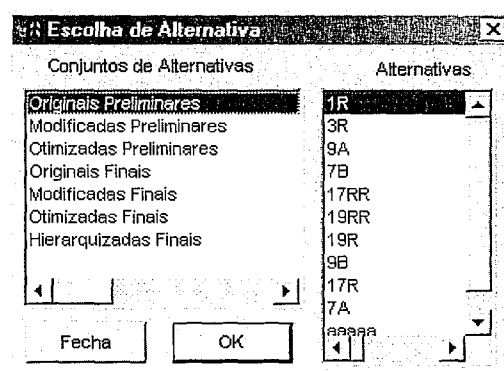 Escolha de Alternativa
Conjuntos de Alternativas
Originais Preliminares
Modificadas Preliminares
Otimizadas Preliminares
Originais Finais
Modificadas Finais
Otimizadas Finais
Hierarquizadas Finais
Fecha
OK
Alternativas
1R
3R
9A
7B
17RR
19RR
19R
9B
17R
7A
aaaaa